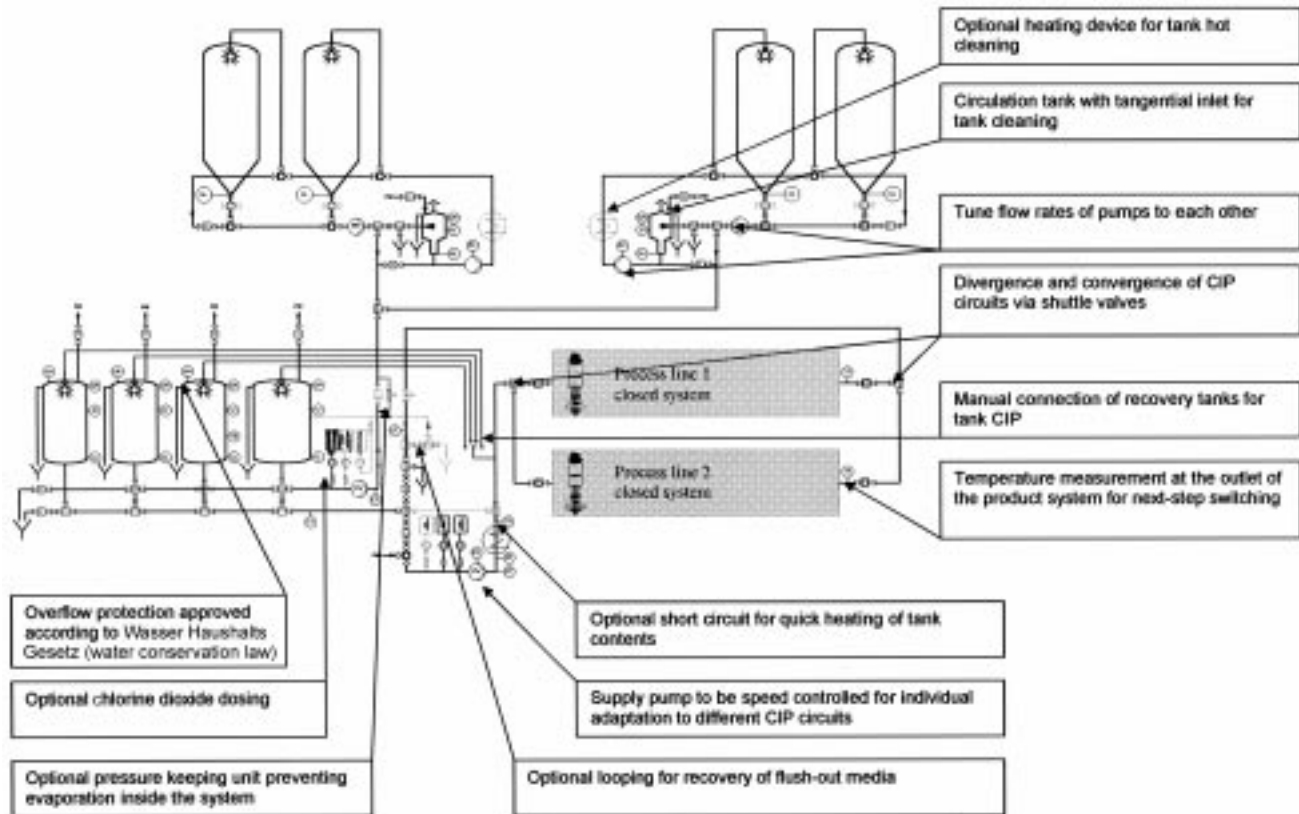 Optional heating device for tank hot
cleaning
Circulation tank with tangential inlet for
tank cleaning
Tune flow rates of pumps to each other
Divergence and convergence of CIP
circuits via shuttle valves
Process line 1
closed system
Manual connection of recovery tanks for
tank CIP
Process line 2
closed system
Temperature measurement at the outlet of
the product system for next-step switching
Overflow protection approved
according to Wasser Haushalts
Gesetz (water conservation law)
Optional short circuit for quick heating of tank
contents
Optional chlorine dioxide dosing
Supply pump to be speed controlled for individual
adaptation to different CIP circuits
Optional pressure keeping unit preventing
evaporation inside the system
Optional looping for recovery of flush-out media